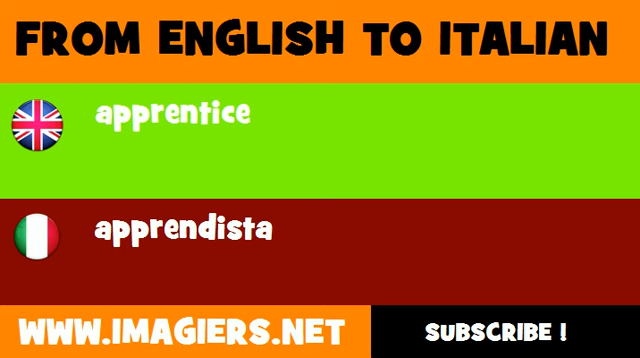 FROM ENGLISH TO ITALIAN
apprentice
apprendista
WWW.IMAGIERS.NET
SUBSCRIBE !